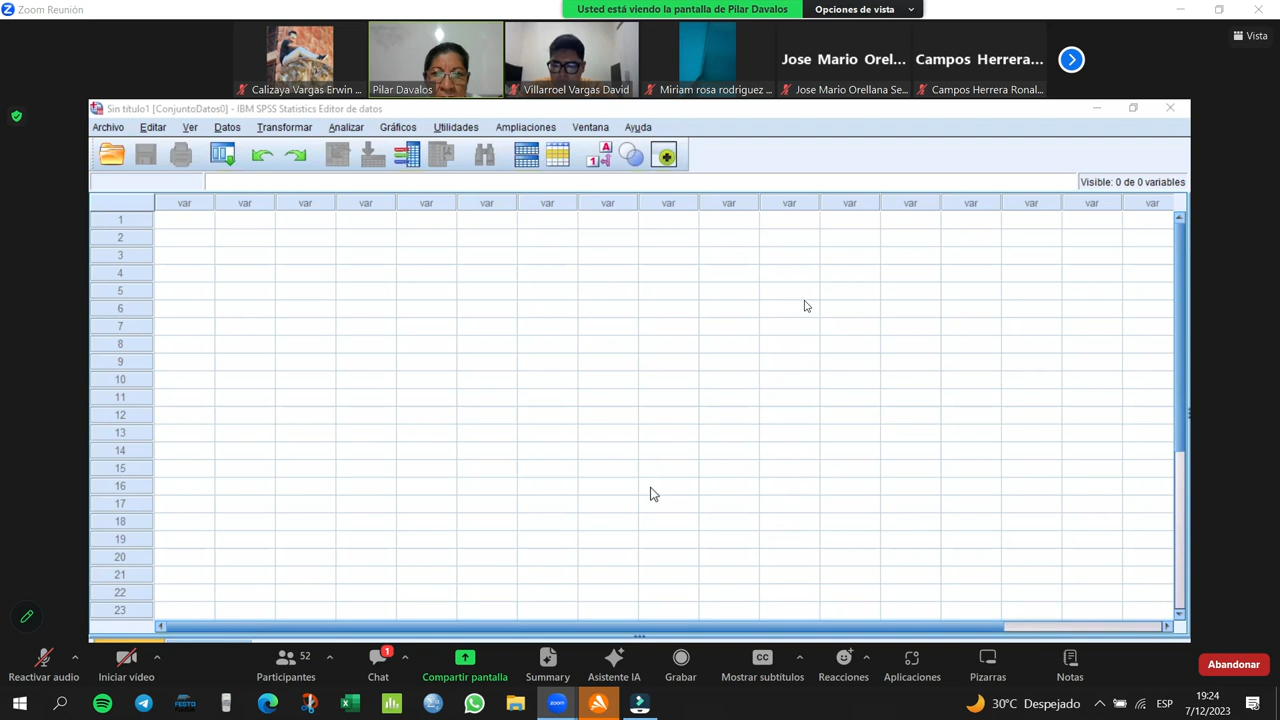 Zoom Reunión
Usted está viendo la pantalla de Pilar Davalos
Opciones de vista
Vista
Calizaya Vargas Erwin ...
Pilar Davalos
Villarroel Vargas David
Miriam rosa rodriguez ...
Jose Mario Orel...
Jose Mario Orellana Se...
Campos Herrera...
Campos Herrera Ronal...
Sin título1 [ConjuntoDatos0] - IBM SPSS Statistics Editor de datos
Archivo Editar Ver Datos Transformar Analizar Gráficos Utilidades Ampliaciones Ventana Ayuda
Visible: 0 de 0 variables
var var var var var var var var var var var var var var var var var
1
2
3
4
5
6
7
8
9
10
11
12
13
14
15
16
17
18
19
20
21
22
23
52
1
Reactivar audio Iniciar video Participantes Chat Compartir pantalla Summary Asistente IA Grabar Mostrar subtítulos Reacciones Aplicaciones Pizarras Notas
Abandonar
FESTO
zoom
30°C Despejado
ESP
19:24
7/12/2023